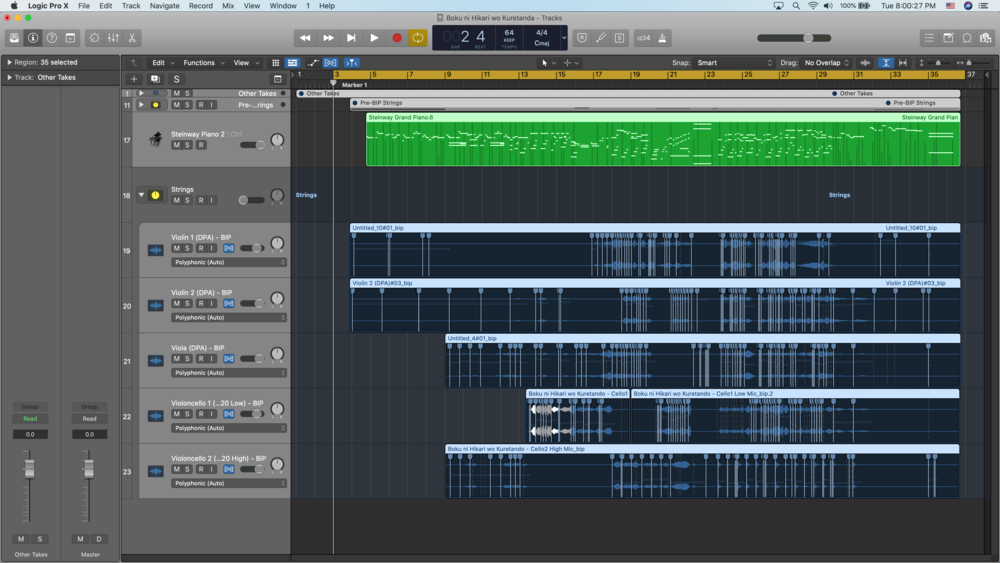 Logic Pro X File Edit Track Navigate Record Mix View Window 1 Help 100% Tue 8:00:27 PM
Boku ni Hikari wo Kuretando - Tracks
2 4 64 4/4
KEEP Cmaj
BAR BEAT TEMPO
S 1234
Region: 35 selected
Edit Functions View Snap: Smart Drag: No Overlap
Track: Other Takes
S
1 3 5 7 9 11 13 15 17 19 21 23 25 27 29 31 33 35 37
Marker 1
1 M S Other Takes
Other Takes Other Takes
11 M S R I Pre-...rings
Pre-BIP Strings Pre-BIP Strings
Steinway Grand Piano.6 Steinway Grand Pian
17 Steinway Piano 2 | Ch1
M S R
18 Strings
M S R I
Strings Strings
Untitled_10#01_bip Untitled_10#01_bip
19 Violin 1 (DPA) - BIP
M S R I
Polyphonic (Auto)
Violin 2 (DPA)#03_bip Violin 2 (DPA)#03_bip
20 Violin 2 (DPA) - BIP
M S R I
Polyphonic (Auto)
Untitled_4#01_bip
21 Viola (DPA) - BIP
M S R I
Polyphonic (Auto)
Boku ni Hikari wo Kuretando - Cello1 Boku ni Hikari wo Kuretando - Cello1 Low Mic_bip.2
22 Violoncello 1 (...20 Low) - BIP
M S R I
Polyphonic (Auto)
Boku ni Hikari wo Kuretando - Cello2 High Mic_bip
23 Violoncello 2 (...20 High) - BIP
M S R I
Polyphonic (Auto)
Group Group
Read Read
0.0 0.0
M S M D
Other Takes Master